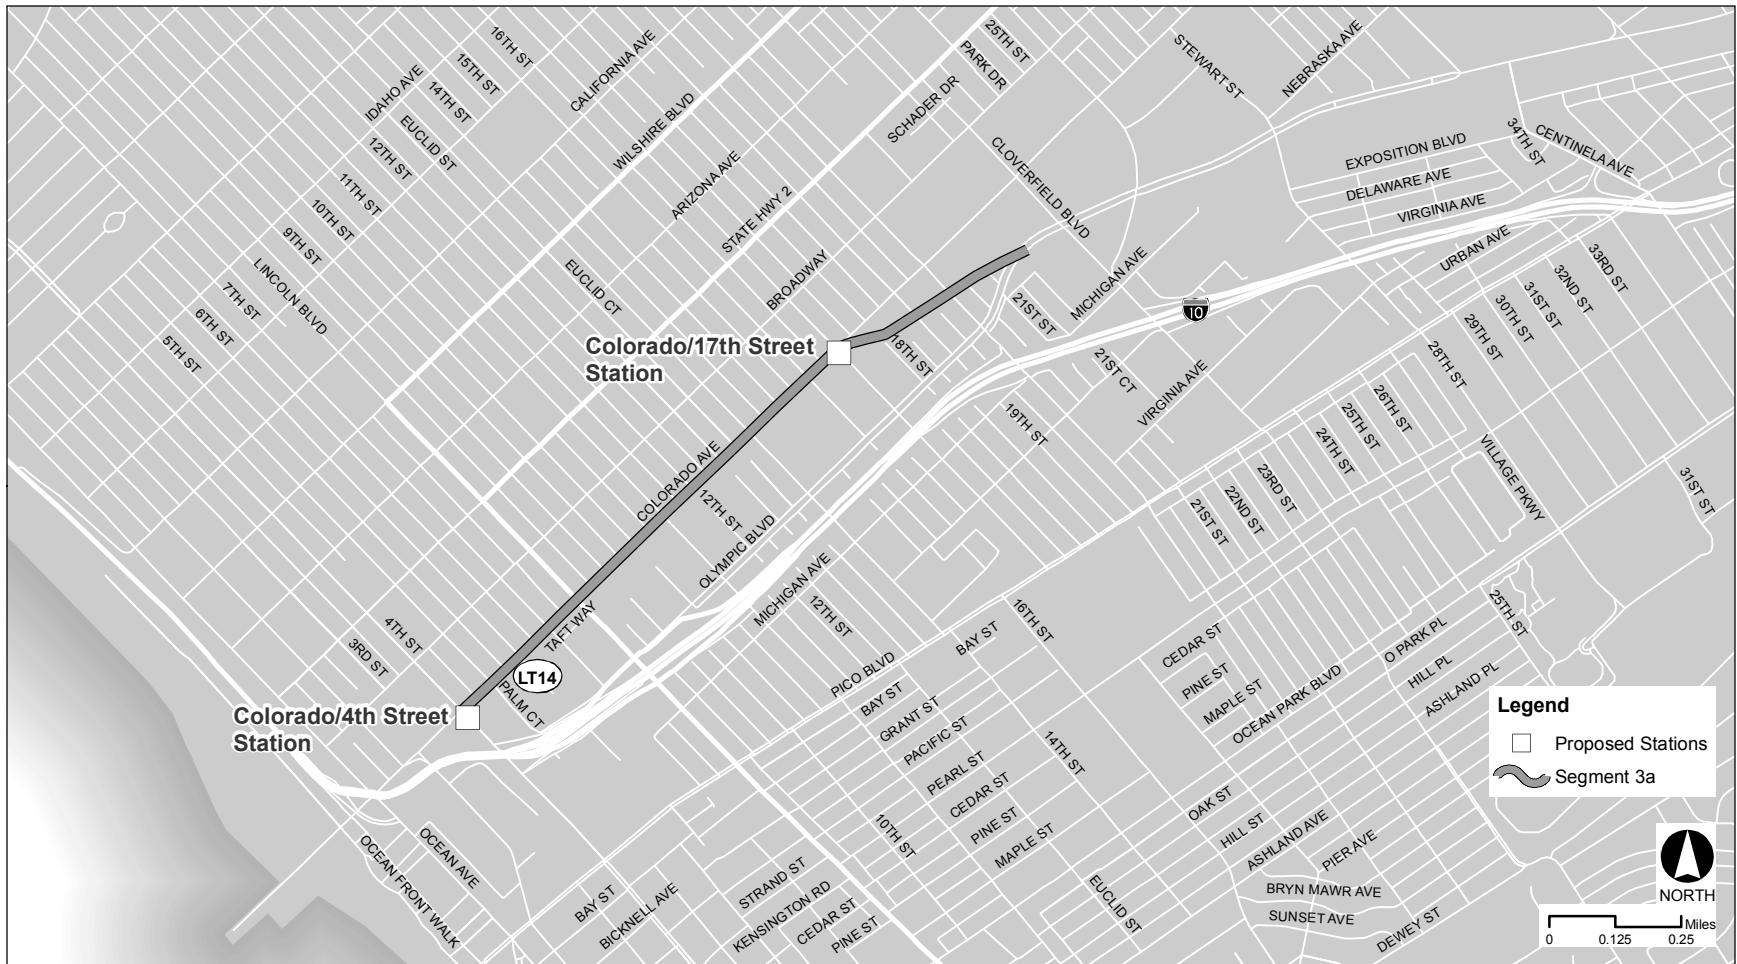 16TH ST
15TH ST
14TH ST
IDAHO AVE
EUCLID ST
12TH ST
11TH ST
10TH ST
9TH ST
LINCOLN BLVD
7TH ST
6TH ST
5TH ST
CALIFORNIA AVE
WILSHIRE BLVD
ARIZONA AVE
STATE HWY 2
BROADWAY
EUCLID CT
25TH ST
PARK DR
SCHADER DR
CLOVERFIELD BLVD
STEWART ST
NEBRASKA AVE
34TH ST
CENTINELA AVE
EXPOSITION BLVD
DELAWARE AVE
VIRGINIA AVE
URBAN AVE
33RD ST
32ND ST
31ST ST
30TH ST
29TH ST
28TH ST
MICHIGAN AVE
21ST ST
10
21ST CT
VIRGINIA AVE
19TH ST
18TH ST
Colorado/17th Street
Station
COLORADO AVE
12TH ST
OLYMPIC BLVD
MICHIGAN AVE
26TH ST
25TH ST
24TH ST
23RD ST
22ND ST
21ST ST
VILLAGE PKWY
31ST ST
4TH ST
3RD ST
TAFT WAY
LT14
PALM CT
Colorado/4th Street
Station
12TH ST
PICO BLVD
BAY ST
16TH ST
BAY ST
GRANT ST
PACIFIC ST
PEARL ST
CEDAR ST
PINE ST
MAPLE ST
14TH ST
10TH ST
CEDAR ST
PINE ST
MAPLE ST
OCEAN PARK BLVD
25TH ST
O PARK PL
HILL PL
ASHLAND PL
OAK ST
HILL ST
ASHLAND AVE
PIER AVE
BRYN MAWR AVE
SUNSET AVE
DEWEY ST
EUCLID ST
OCEAN AVE
OCEAN FRONT WALK
BAY ST
BICKNELL AVE
STRAND ST
KENSINGTON RD
CEDAR ST
PINE ST
Legend
Proposed Stations
Segment 3a
NORTH
Miles
0 0.125 0.25